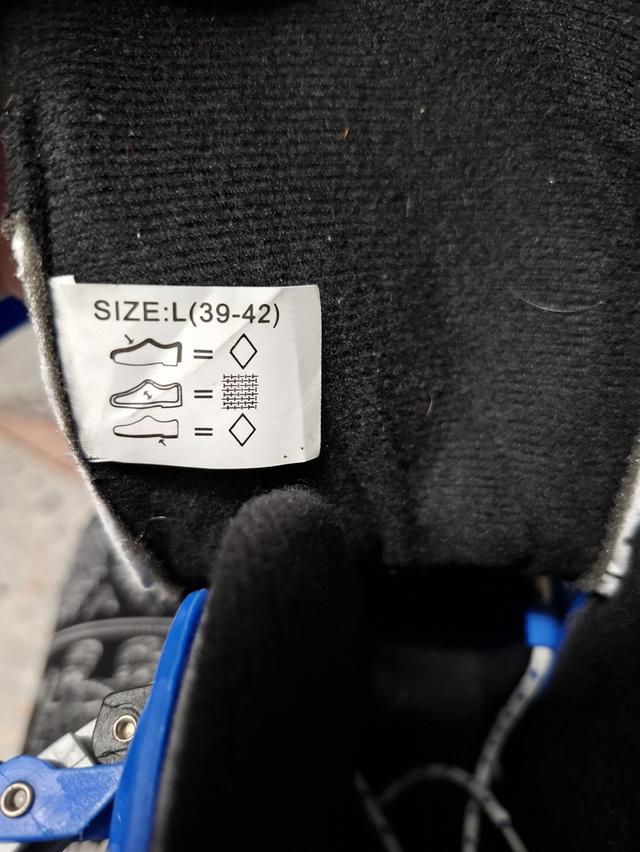 SIZE:L(39-42)
=
=
=